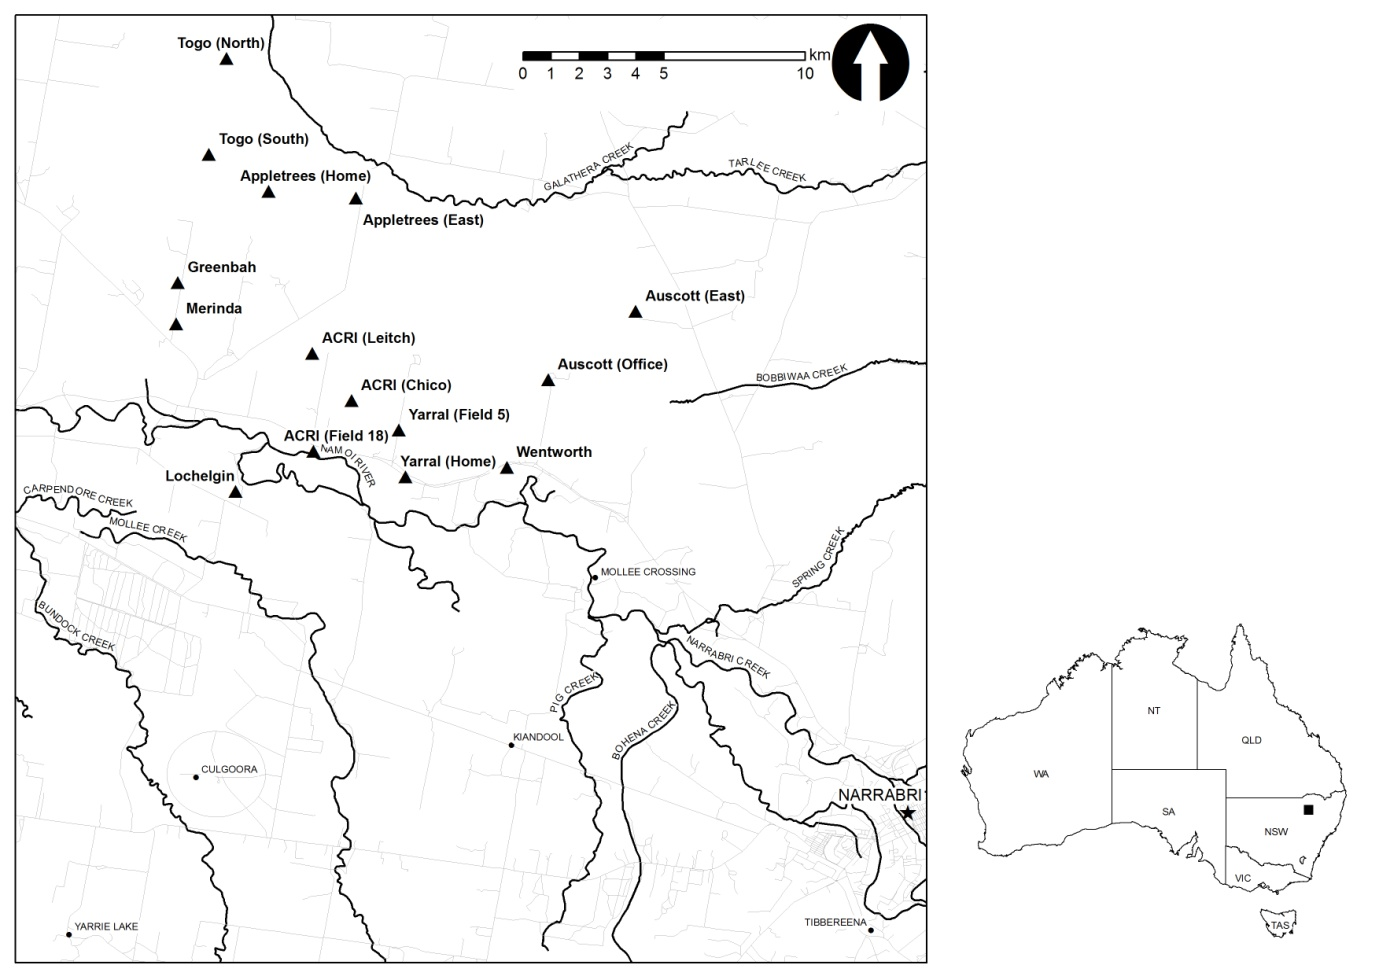 Togo (North)
km
0 1 2 3 4 5 10
Togo (South)
GALATHERA CREEK
TARLEE CREEK
Appletrees (Home)
Appletrees (East)
Greenbah
Merinda
Auscott (East)
ACRI (Leitch)
Auscott (Office)
BOBBIWAA CREEK
ACRI (Chico)
Yarral (Field 5)
ACRI (Field 18)
NAMOI RIVER
Yarral (Home)
Wentworth
Lochelgin
CARPENDORE CREEK
MOLLEE CREEK
SPRING CREEK
MOLLEE CROSSING
BUNDOCK CREEK
NARRABRI CREEK
PIG CREEK
BOHENA CREEK
KIANDOOL
CULGOORA
NARRABRI
YARRIE LAKE
TIBBEREENA
NT
QLD
WA
SA
NSW
VIC
TAS